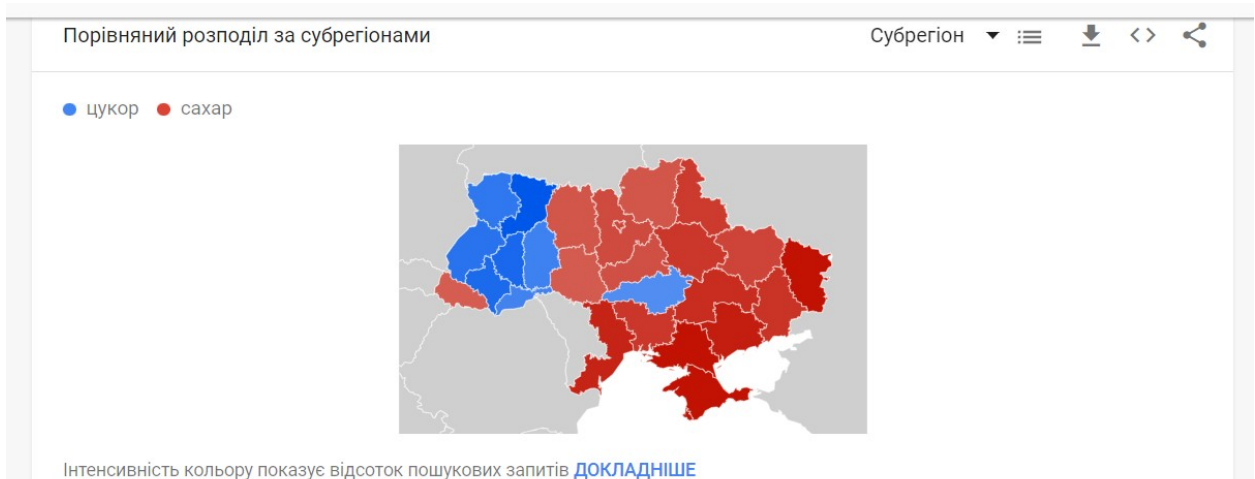 Порівняний розподіл за субрегіонами Субрегіон
цукор сахар
Інтенсивність кольору показує відсоток пошукових запитів ДОКЛАДНІШЕ